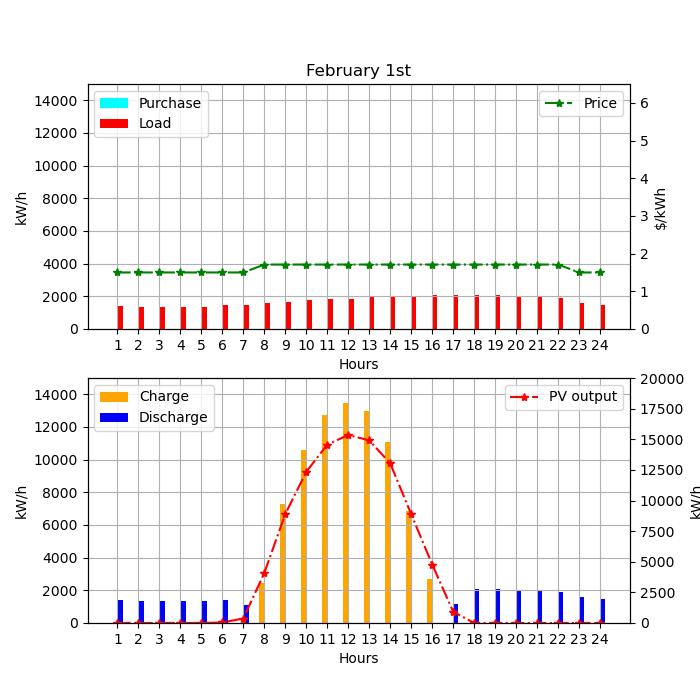 February 1st
Purchase
Load
Price
14000
12000
10000
8000
6000
4000
2000
0
kW/h
6
5
4
3
2
1
0
$/kWh
1 2 3 4 5 6 7 8 9 10 11 12 13 14 15 16 17 18 19 20 21 22 23 24
Hours
Charge
Discharge
PV output
14000
12000
10000
8000
6000
4000
2000
0
kW/h
20000
17500
15000
12500
10000
7500
5000
2500
0
kW/h
1 2 3 4 5 6 7 8 9 10 11 12 13 14 15 16 17 18 19 20 21 22 23 24
Hours